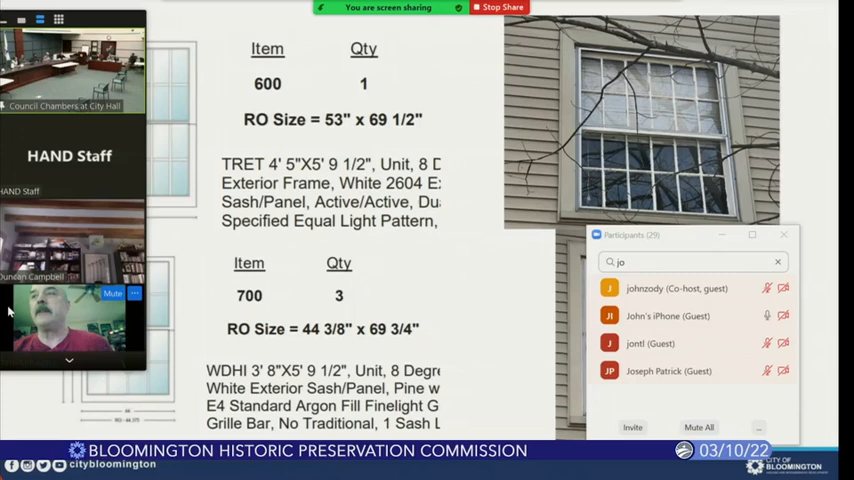 You are screen sharing
Stop Share
Council Chambers at City Hall
HAND Staff
HAND Staff
Duncan Campbell
Mute
Item Qty
600 1
RO Size = 53" x 69 1/2"
TRET 4' 5"X5' 9 1/2", Unit, 8 D
Exterior Frame, White 2604 Ex
Sash/Panel, Active/Active, Du
Specified Equal Light Pattern,
Item Qty
700 3
RO Size = 44 3/8" x 69 3/4"
WDHI 3' 8"X5' 9 1/2", Unit, 8 Degre
White Exterior Sash/Panel, Pine w
E4 Standard Argon Fill Finelight G
Grille Bar, No Traditional, 1 Sash L
Participants (29)
jo
J johnzody (Co-host, guest)
JI John's iPhone (Guest)
J jontl (Guest)
JP Joseph Patrick (Guest)
Invite Mute All ...
BLOOMINGTON HISTORIC PRESERVATION COMMISSION 03/10/22
citybloomington
CITY OF
BLOOMINGTON